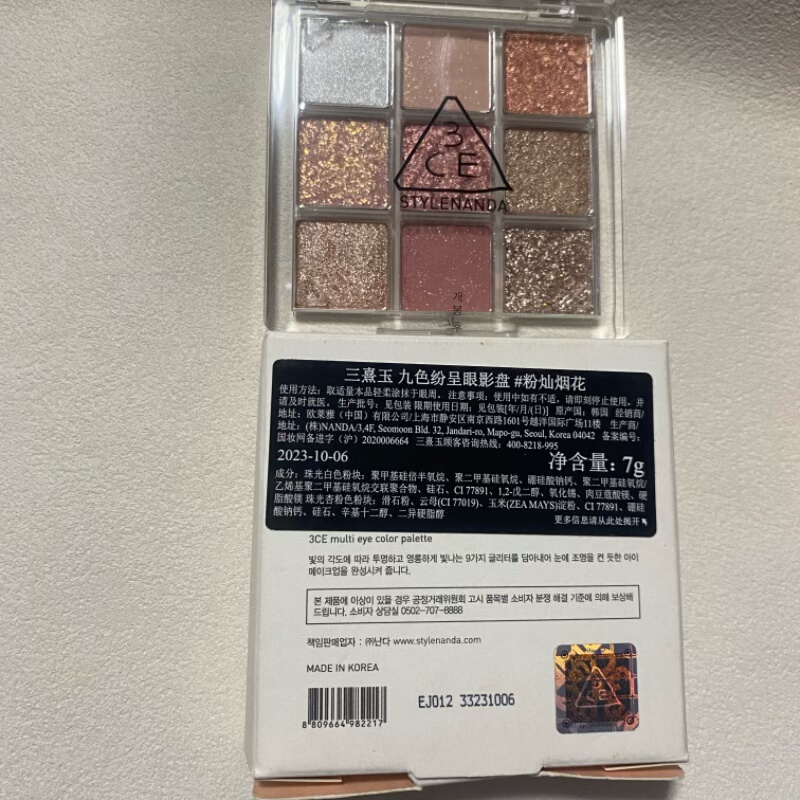 3
CE
STYLENANDA
三熹玉 九色纷呈眼影盘 #粉灿烟花
使用方法：取适量本品轻柔涂抹于眼周。注意事项：使用中如有不适，请即刻停止使用。并
请及时就医。 生产批号：见包装 限期使用日期：见包装[年/月/(日)] 原产国：韩国 经销商/
地址：欧莱雅（中国）有限公司/上海市静安区南京西路1601号越洋国际广场11楼 生产商/
地址：(株)NANDA/3,4F, Seomoon Bld. 32, Jandari-ro, Mapo-gu, Seoul, Korea 04042 备案编号：
国妆网备进字（沪）2020006664 三熹玉顾客咨询热线：400-8218-995
2023-10-06 净含量：7g
成分：珠光白色粉块：聚甲基硅倍半氧烷、聚二甲基硅氧烷、硼硅酸钠钙、聚二甲基硅氧烷/
乙烯基聚二甲基硅氧烷交联聚合物、硅石、CI 77891、1,2-戊二醇、氧化锡、肉豆蔻酸镁、硬
脂酸镁 珠光杏粉色粉块：滑石粉、云母(CI 77019)、玉米(ZEA MAYS)淀粉、CI 77891、硼硅
酸钠钙、硅石、辛基十二醇、二异硬脂醇
更多信息请从此处揭开
3CE multi eye color palette
빛의 각도에 따라 투명하고 영롱하게 빛나는 9가지 글리터를 담아내어 눈에 조명을 켠 듯한 아이
메이크업을 완성시켜 줍니다.
본 제품에 이상이 있을 경우 공정거래위원회 고시 품목별 소비자 분쟁 해결 기준에 의해 보상해
드립니다. 소비자 상담실 0502-707-8888
책임판매업자 : ㈜난다 www.stylenanda.com
MADE IN KOREA
EJ012 33231006
8 809664 982217
3
CE